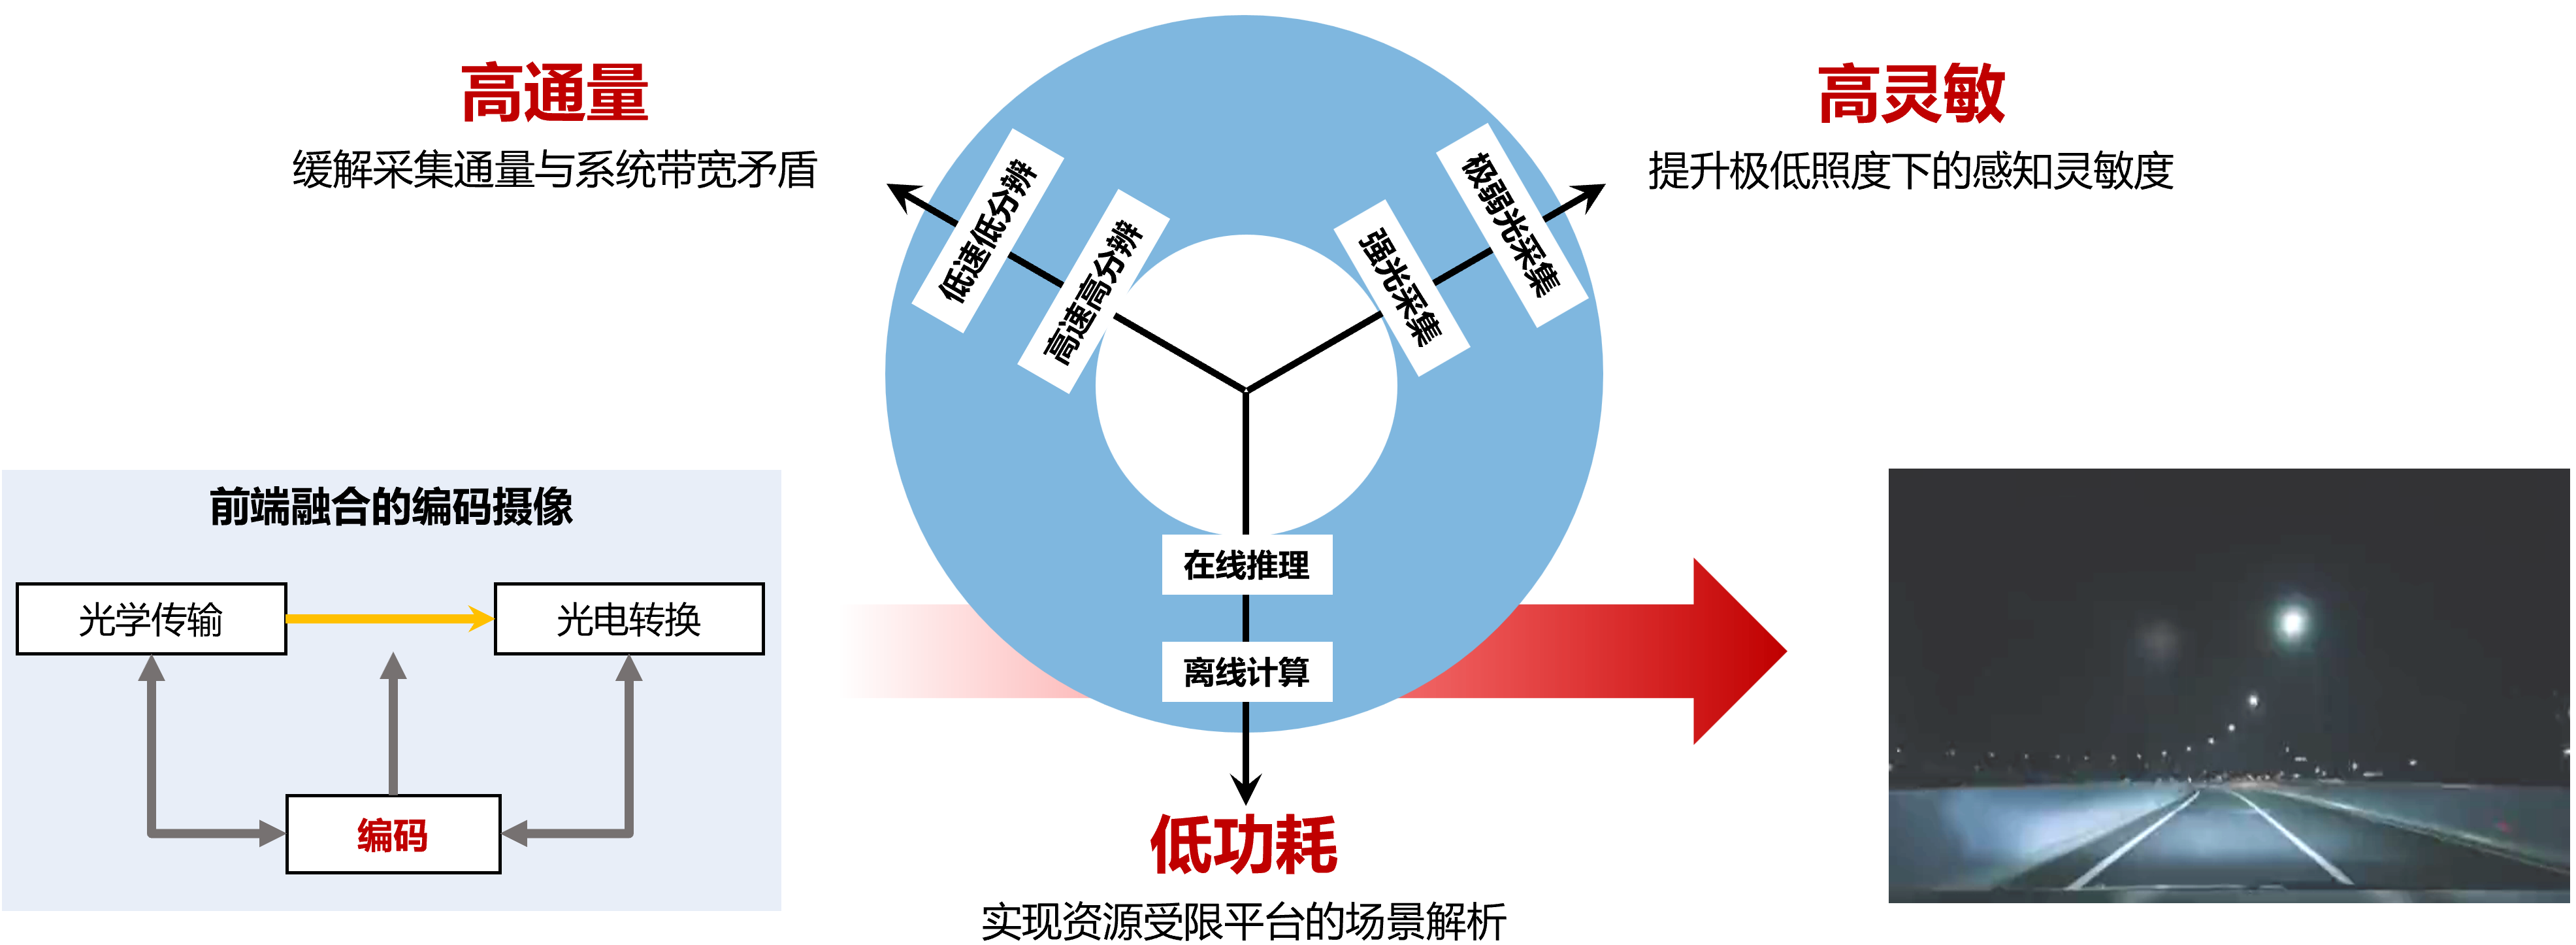 高通量
缓解采集通量与系统带宽矛盾
高灵敏
提升极低照度下的感知灵敏度
低速低分辨
高速高分辨
强光采集
极弱光采集
在线推理
离线计算
低功耗
实现资源受限平台的场景解析
前端融合的编码摄像
光学传输
光电转换
编码